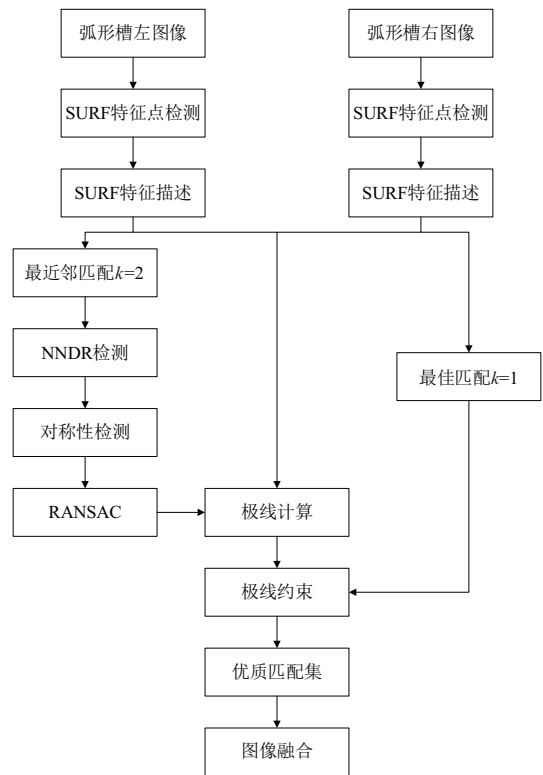 弧形槽左图像
弧形槽右图像
SURF特征点检测
SURF特征点检测
SURF特征描述
SURF特征描述
最近邻匹配k=2
NNDR检测
最佳匹配k=1
对称性检测
RANSAC
极线计算
极线约束
优质匹配集
图像融合